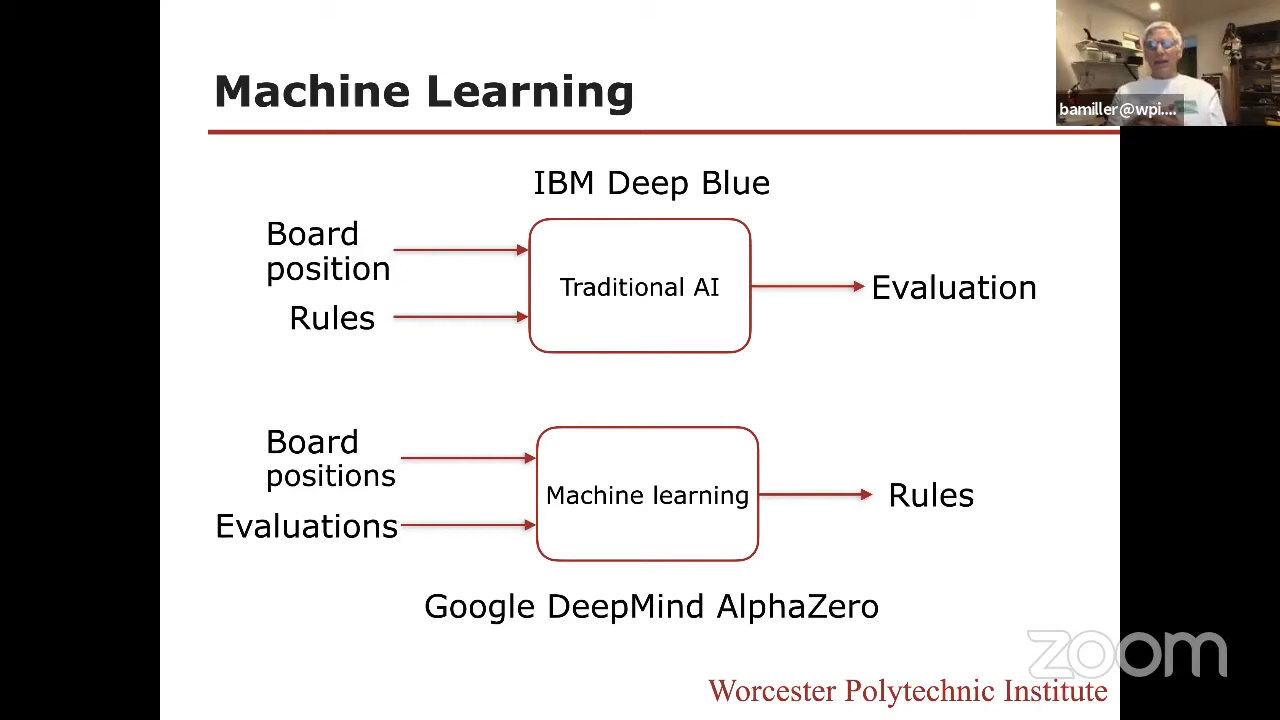 Machine Learning
bamiller@wpi....
IBM Deep Blue
Board
position
Rules
Traditional AI
Evaluation
Board
positions
Evaluations
Machine learning
Rules
Google DeepMind AlphaZero
zoom
Worcester Polytechnic Institute